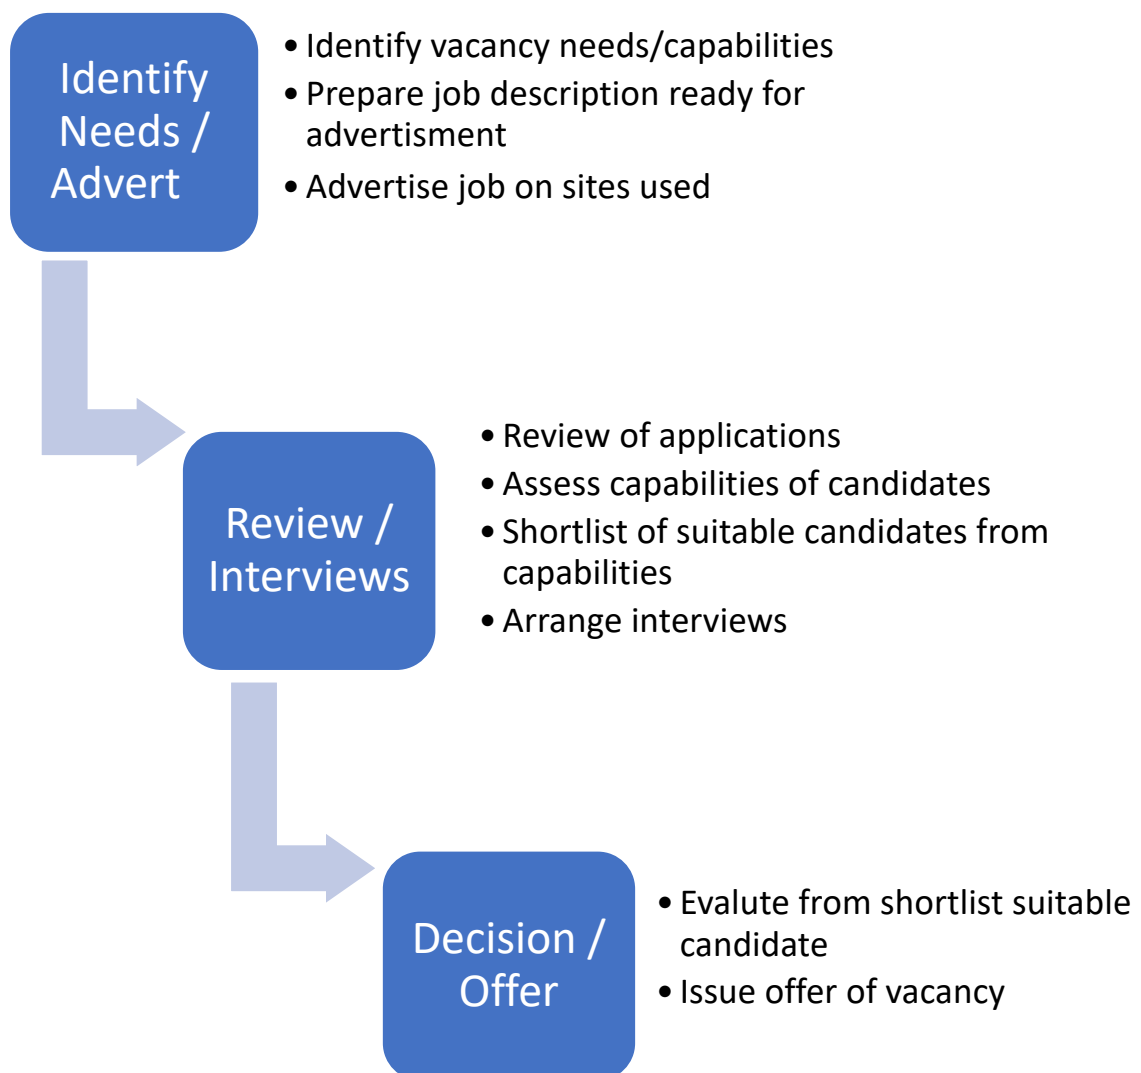 Identify
Needs /
Advert
• Identify vacancy needs/capabilities
• Prepare job description ready for
advertisment
• Advertise job on sites used
Review /
Interviews
• Review of applications
• Assess capabilities of candidates
• Shortlist of suitable candidates from
capabilities
• Arrange interviews
Decision /
Offer
• Evalute from shortlist suitable
candidate
• Issue offer of vacancy